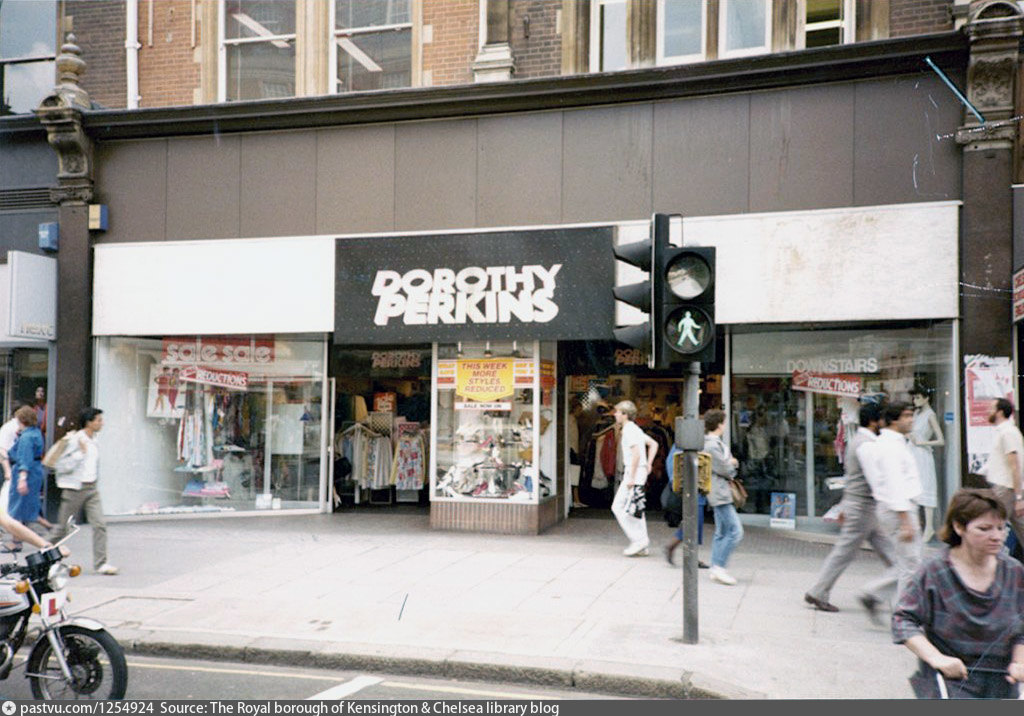 DOROTHY
PERKINS
sale sale
REDUCTIONS
THIS WEEK
MORE
STYLES
REDUCED
SALE NOW ON
DOWNSTAIRS
REDUCTIONS
L
pastvu.com/1254924 Source: The Royal borough of Kensington & Chelsea library blog